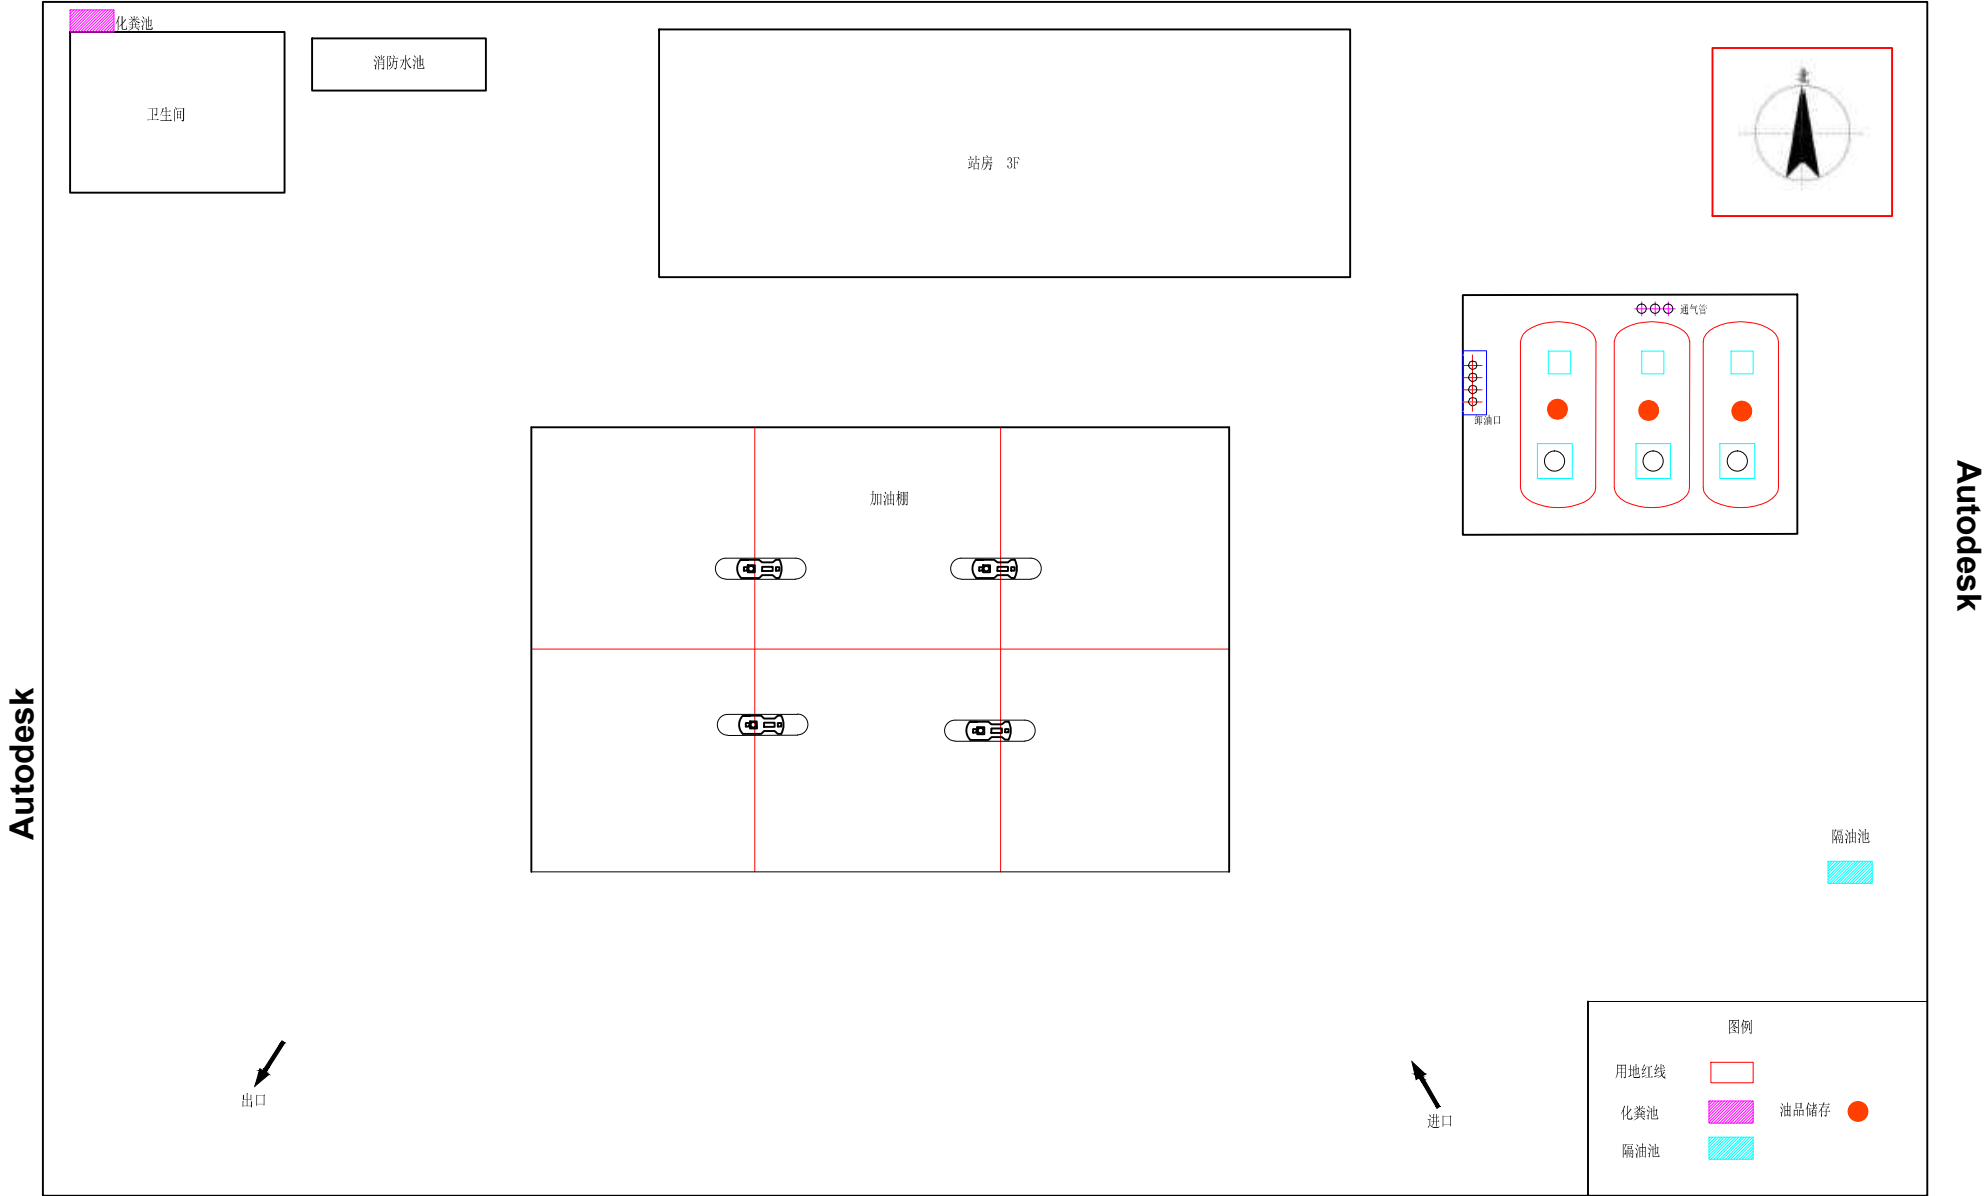 化粪池
消防水池
卫生间
站房 3F
通气管
卸油口
加油棚
Autodesk
Autodesk
隔油池
出口
进口
图例
用地红线
化粪池
油品储存
隔油池